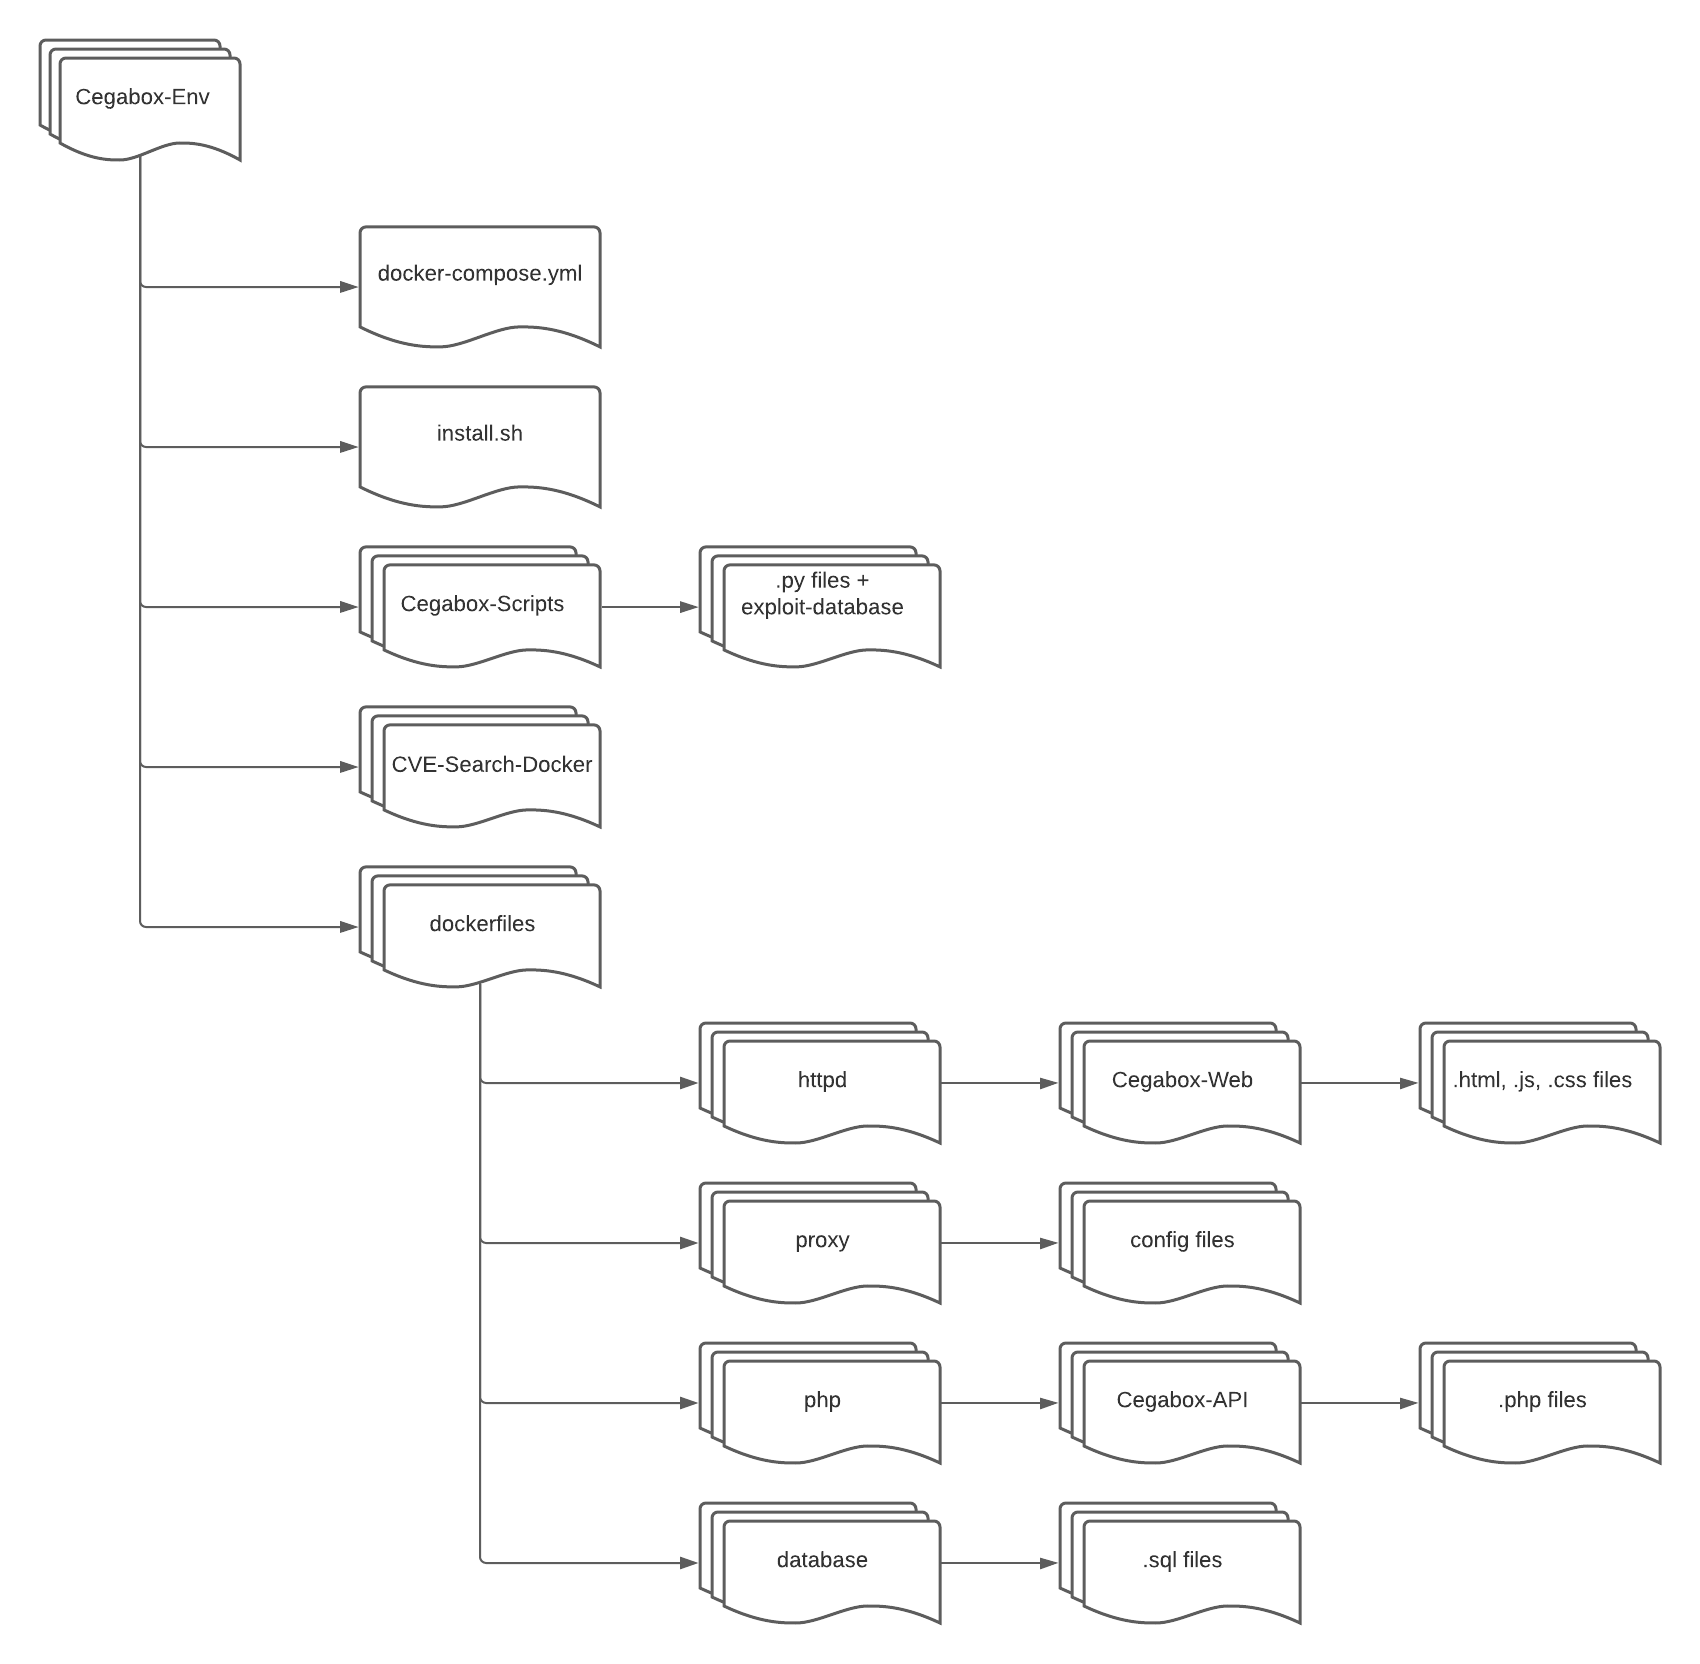 Cegabox-Env
docker-compose.yml
install.sh
Cegabox-Scripts
.py files +
exploit-database
CVE-Search-Docker
dockerfiles
httpd
Cegabox-Web
.html, .js, .css files
proxy
config files
php
Cegabox-API
.php files
database
.sql files